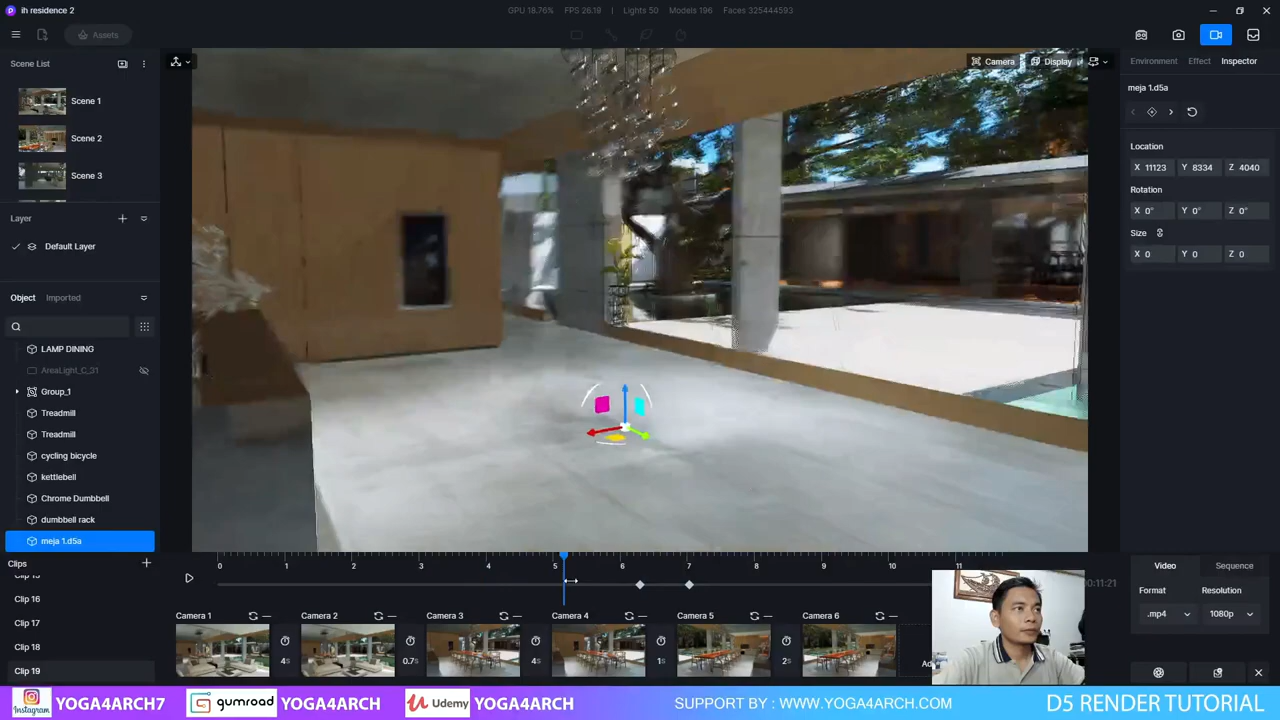 ih residence 2
GPU 18.76% FPS 26.19 | Lights 50 Models 196 Faces 325444593
Assets
Scene List
Scene 1
Scene 2
Scene 3
Layer
Default Layer
Object Imported
LAMP DINING
AreaLight_C_31
Group_1
Treadmill
Treadmill
cycling bicycle
kettlebell
Chrome Dumbbell
dumbbell rack
meja 1.d5a
Camera Display
Environment Effect Inspector
meja 1.d5a
Location
X 11123 Y 8334 Z 4040
Rotation
X 0° Y 0° Z 0°
Size
X 0 Y 0 Z 0
Clips
Clip 16
Clip 17
Clip 18
Clip 19
0 1 2 3 4 5 6 7 8 9 10 11
00:11:21
Camera 1 Camera 2 Camera 3 Camera 4 Camera 5 Camera 6
4s 0.7s 4s 1s 2s
Video Sequence
Format Resolution
.mp4 1080p
Instagram YOGA4ARCH7 gumroad YOGA4ARCH Udemy YOGA4ARCH SUPPORT BY : WWW.YOGA4ARCH.COM D5 RENDER TUTORIAL